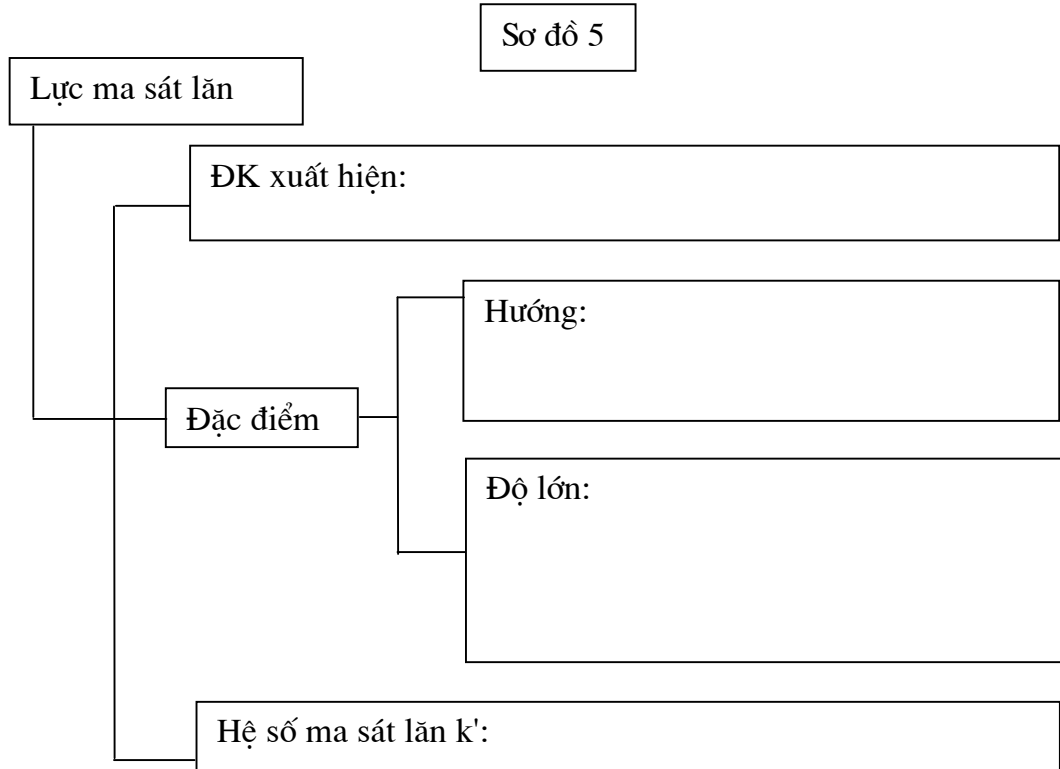 Sơ đồ 5
Lực ma sát lăn
ĐK xuất hiện:
Hướng:
Đặc điểm
Độ lớn:
Hệ số ma sát lăn k':